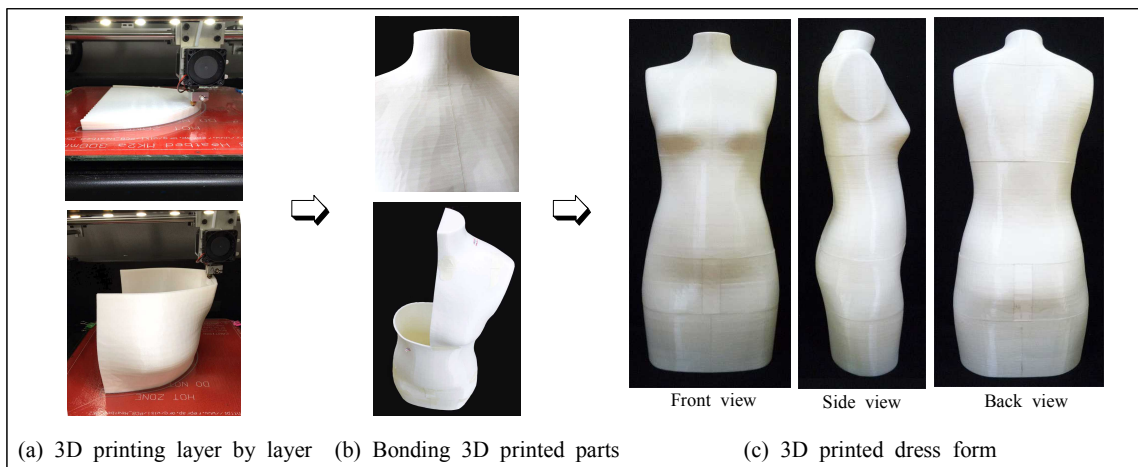 HOT ZONE
Front view
Side view
Back view
(a) 3D printing layer by layer
(b) Bonding 3D printed parts
(c) 3D printed dress form